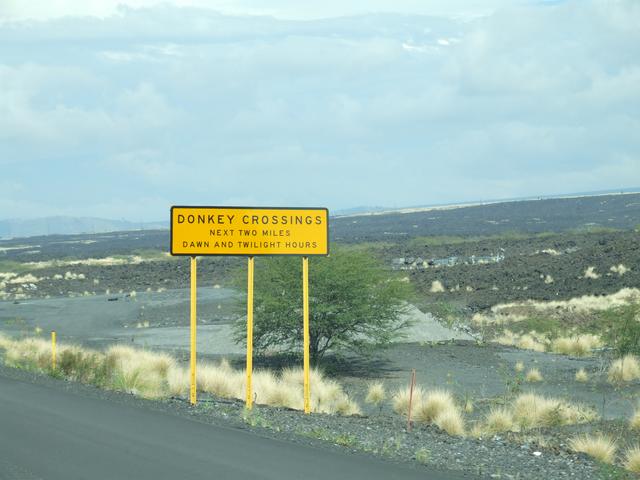 DONKEY CROSSINGS
NEXT TWO MILES
DAWN AND TWILIGHT HOURS